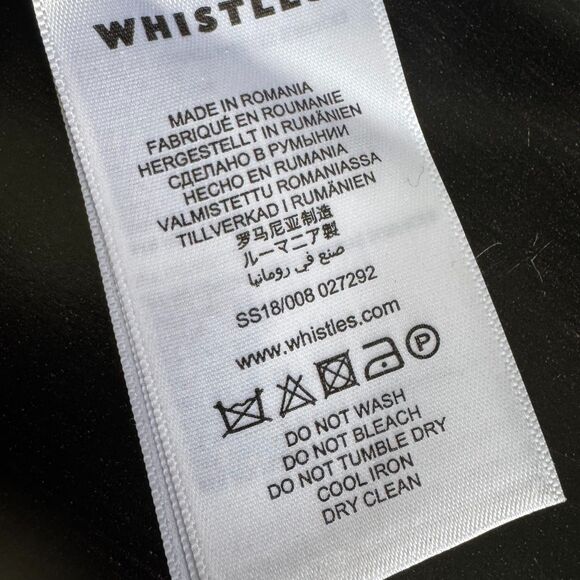 WHISTLES
MADE IN ROMANIA
FABRIQUÉ EN ROUMANIE
HERGESTELLT IN RUMÄNIEN
СДЕЛАНО В РУМЫНИИ
HECHO EN RUMANIA
VALMISTETTU ROMANIASSA
TILLVERKAD I RUMÄNIEN
罗马尼亚制造
ルーマニア製
صنع في رومانيا
SS18/008 027292
www.whistles.com
P
DO NOT WASH
DO NOT BLEACH
DO NOT TUMBLE DRY
COOL IRON
DRY CLEAN